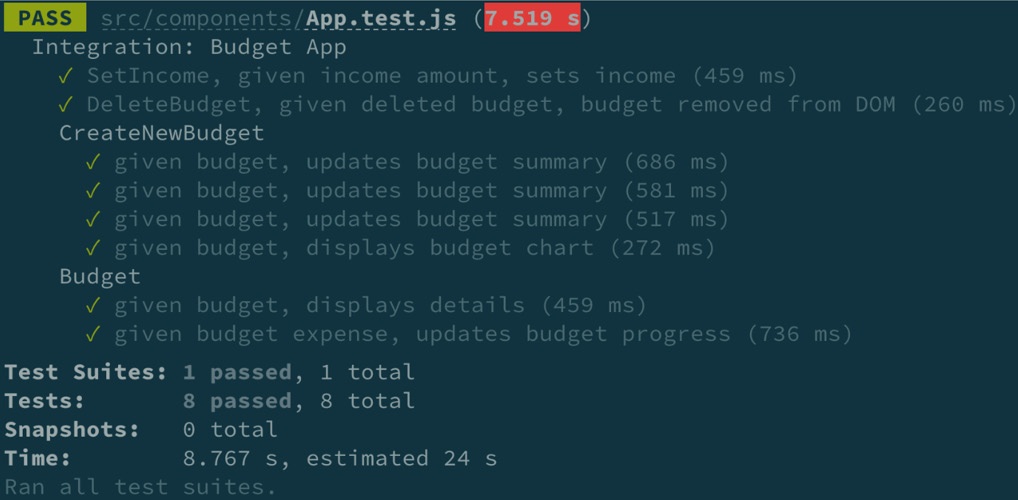 PASS src/components/App.test.js (7.519 s)
Integration: Budget App
✓ SetIncome, given income amount, sets income (459 ms)
✓ DeleteBudget, given deleted budget, budget removed from DOM (260 ms)
CreateNewBudget
✓ given budget, updates budget summary (686 ms)
✓ given budget, updates budget summary (581 ms)
✓ given budget, updates budget summary (517 ms)
✓ given budget, displays budget chart (272 ms)
Budget
✓ given budget, displays details (459 ms)
✓ given budget expense, updates budget progress (736 ms)
Test Suites: 1 passed, 1 total
Tests: 8 passed, 8 total
Snapshots: 0 total
Time: 8.767 s, estimated 24 s
Ran all test suites.